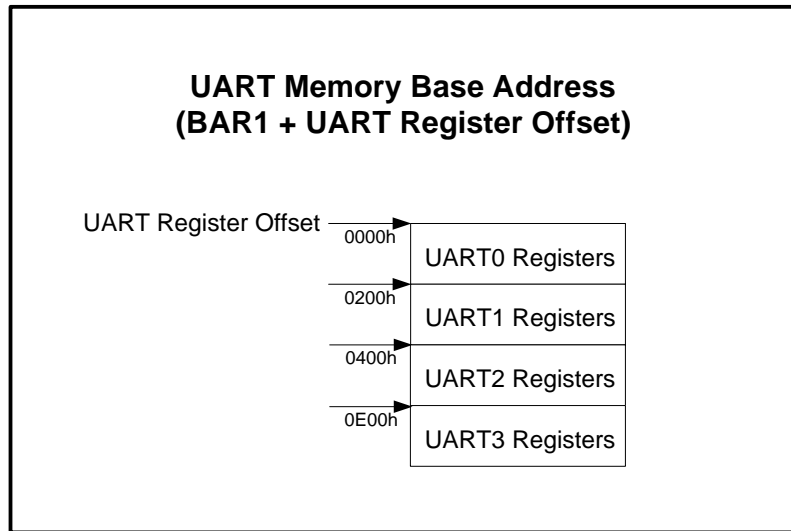 UART Memory Base Address
(BAR1 + UART Register Offset)
UART Register Offset
0000h
UART0 Registers
0200h
UART1 Registers
0400h
UART2 Registers
0E00h
UART3 Registers